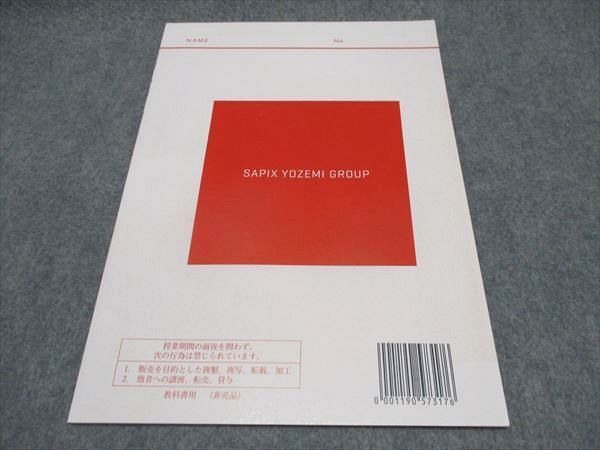 NAME No.
SAPIX YOZEMI GROUP
授業期間の前後を問わず、
次の行為は禁じられています。
1. 販売を目的とした複製、複写、転載、加工
2. 他者への譲渡、転売、貸与
教科書用 （非売品）
0 001190 573176